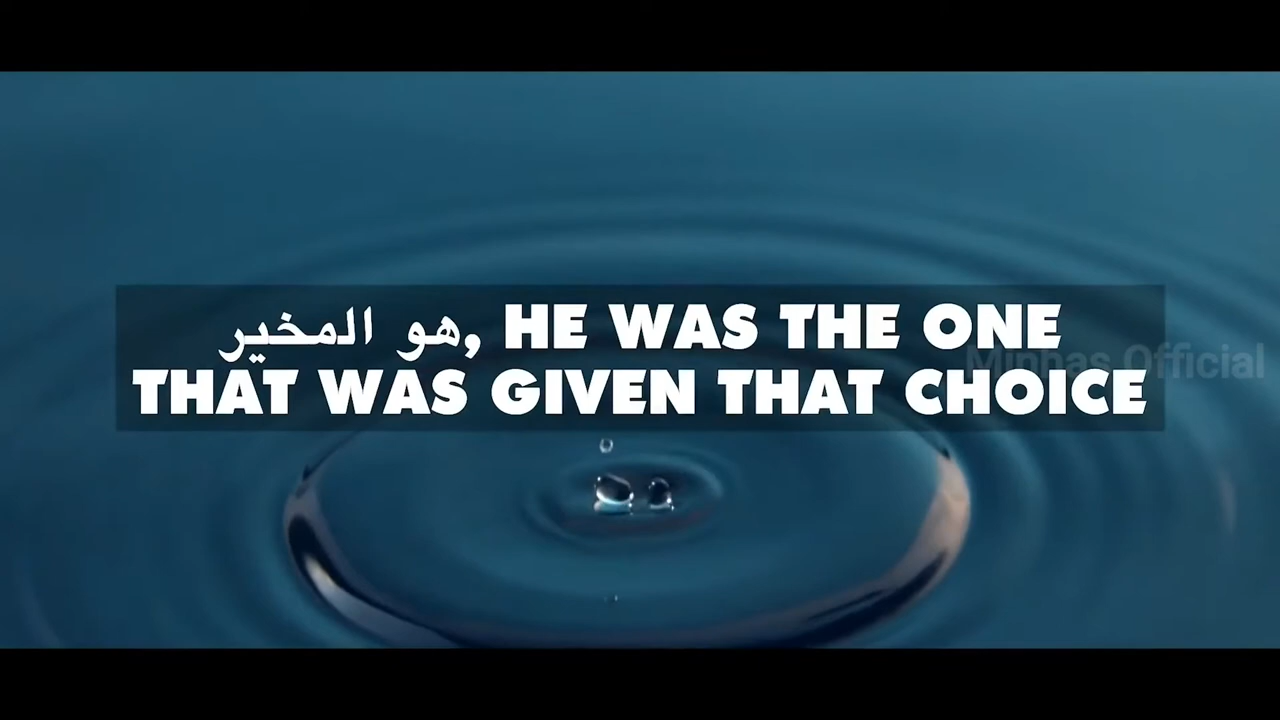 هو المخير, HE WAS THE ONE
THAT WAS GIVEN THAT CHOICE
Minhas Official